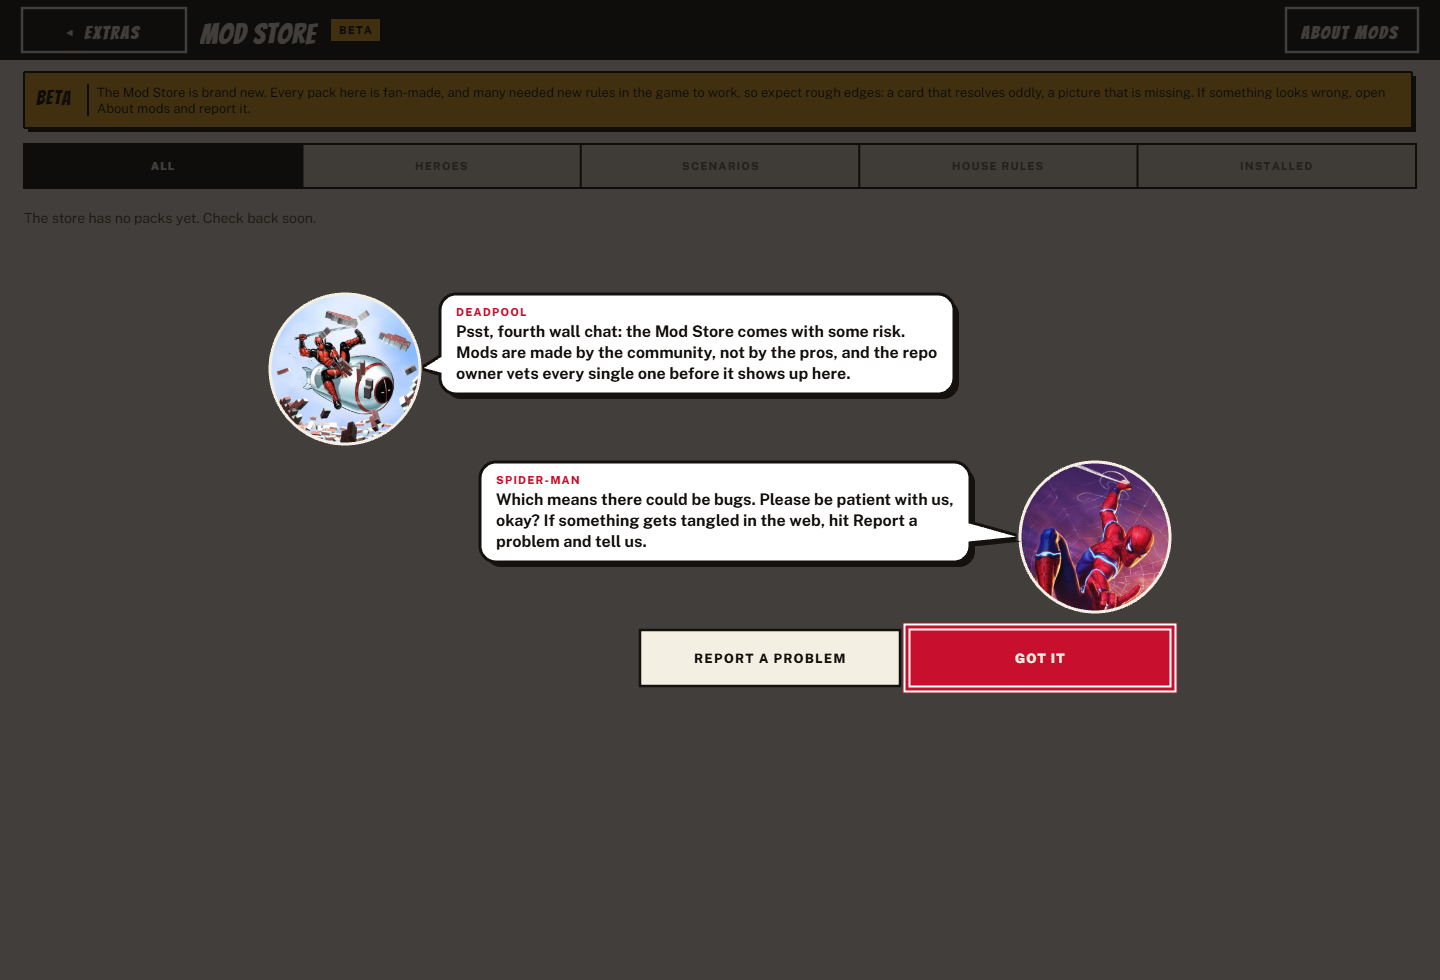 ◂ EXTRAS
MOD STORE
BETA
ABOUT MODS
BETA
The Mod Store is brand new. Every pack here is fan-made, and many needed new rules in the game to work, so expect rough edges: a card that resolves oddly, a picture that is missing. If something looks wrong, open
About mods and report it.
ALL
HEROES
SCENARIOS
HOUSE RULES
INSTALLED
The store has no packs yet. Check back soon.
DEADPOOL
Psst, fourth wall chat: the Mod Store comes with some risk.
Mods are made by the community, not by the pros, and the repo
owner vets every single one before it shows up here.
SPIDER-MAN
Which means there could be bugs. Please be patient with us,
okay? If something gets tangled in the web, hit Report a
problem and tell us.
REPORT A PROBLEM
GOT IT